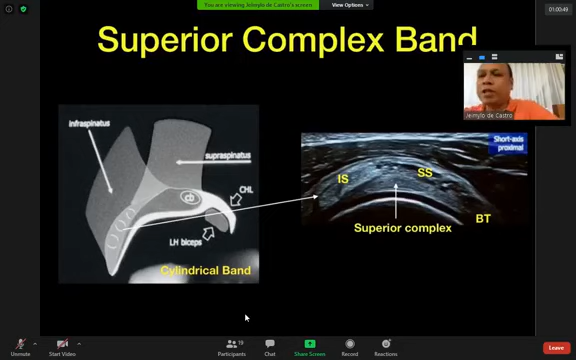 You are viewing Jeimylo de Castro's screen
View Options
01:00:49
Superior Complex Band
Jeimylo de Castro
infraspinatus
supraspinatus
cb
CHL
LH biceps
Cylindrical Band
Short-axis
proximal
IS
SS
BT
Superior complex
Unmute
Start Video
19
Participants
Chat
Share Screen
Record
Reactions
Leave